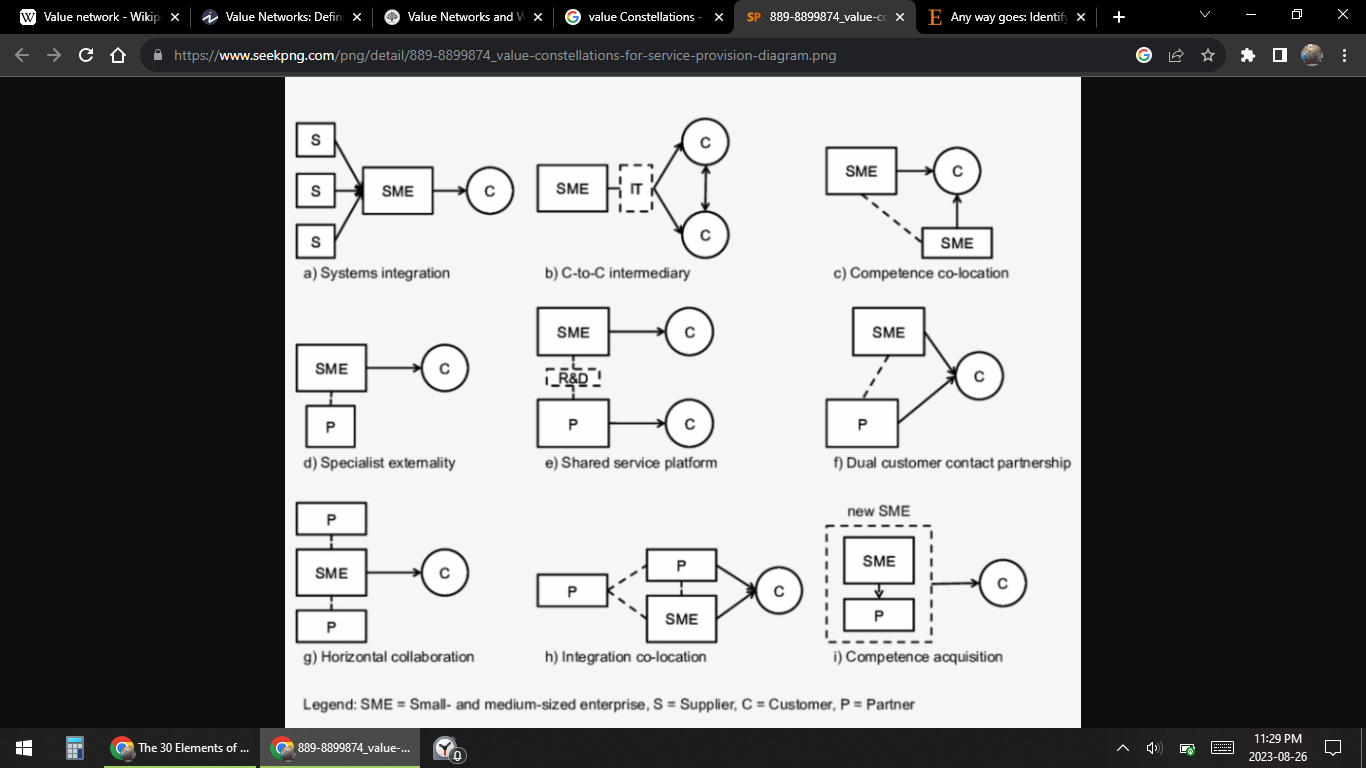 Value network - Wikip
Value Networks: Defini
Value Networks and V
value Constellations -
SP 889-8899874_value-co
E Any way goes: Identify
https://www.seekpng.com/png/detail/889-8899874_value-constellations-for-service-provision-diagram.png
S
S
S
SME
C
a) Systems integration
SME
IT
C
C
b) C-to-C intermediary
SME
C
SME
c) Competence co-location
SME
C
P
d) Specialist externality
SME
C
R&D
P
C
e) Shared service platform
SME
C
P
f) Dual customer contact partnership
P
SME
C
P
g) Horizontal collaboration
P
P
SME
C
h) Integration co-location
new SME
SME
P
C
i) Competence acquisition
Legend: SME = Small- and medium-sized enterprise, S = Supplier, C = Customer, P = Partner
The 30 Elements of ...
889-8899874_value-...
11:29 PM
2023-08-26